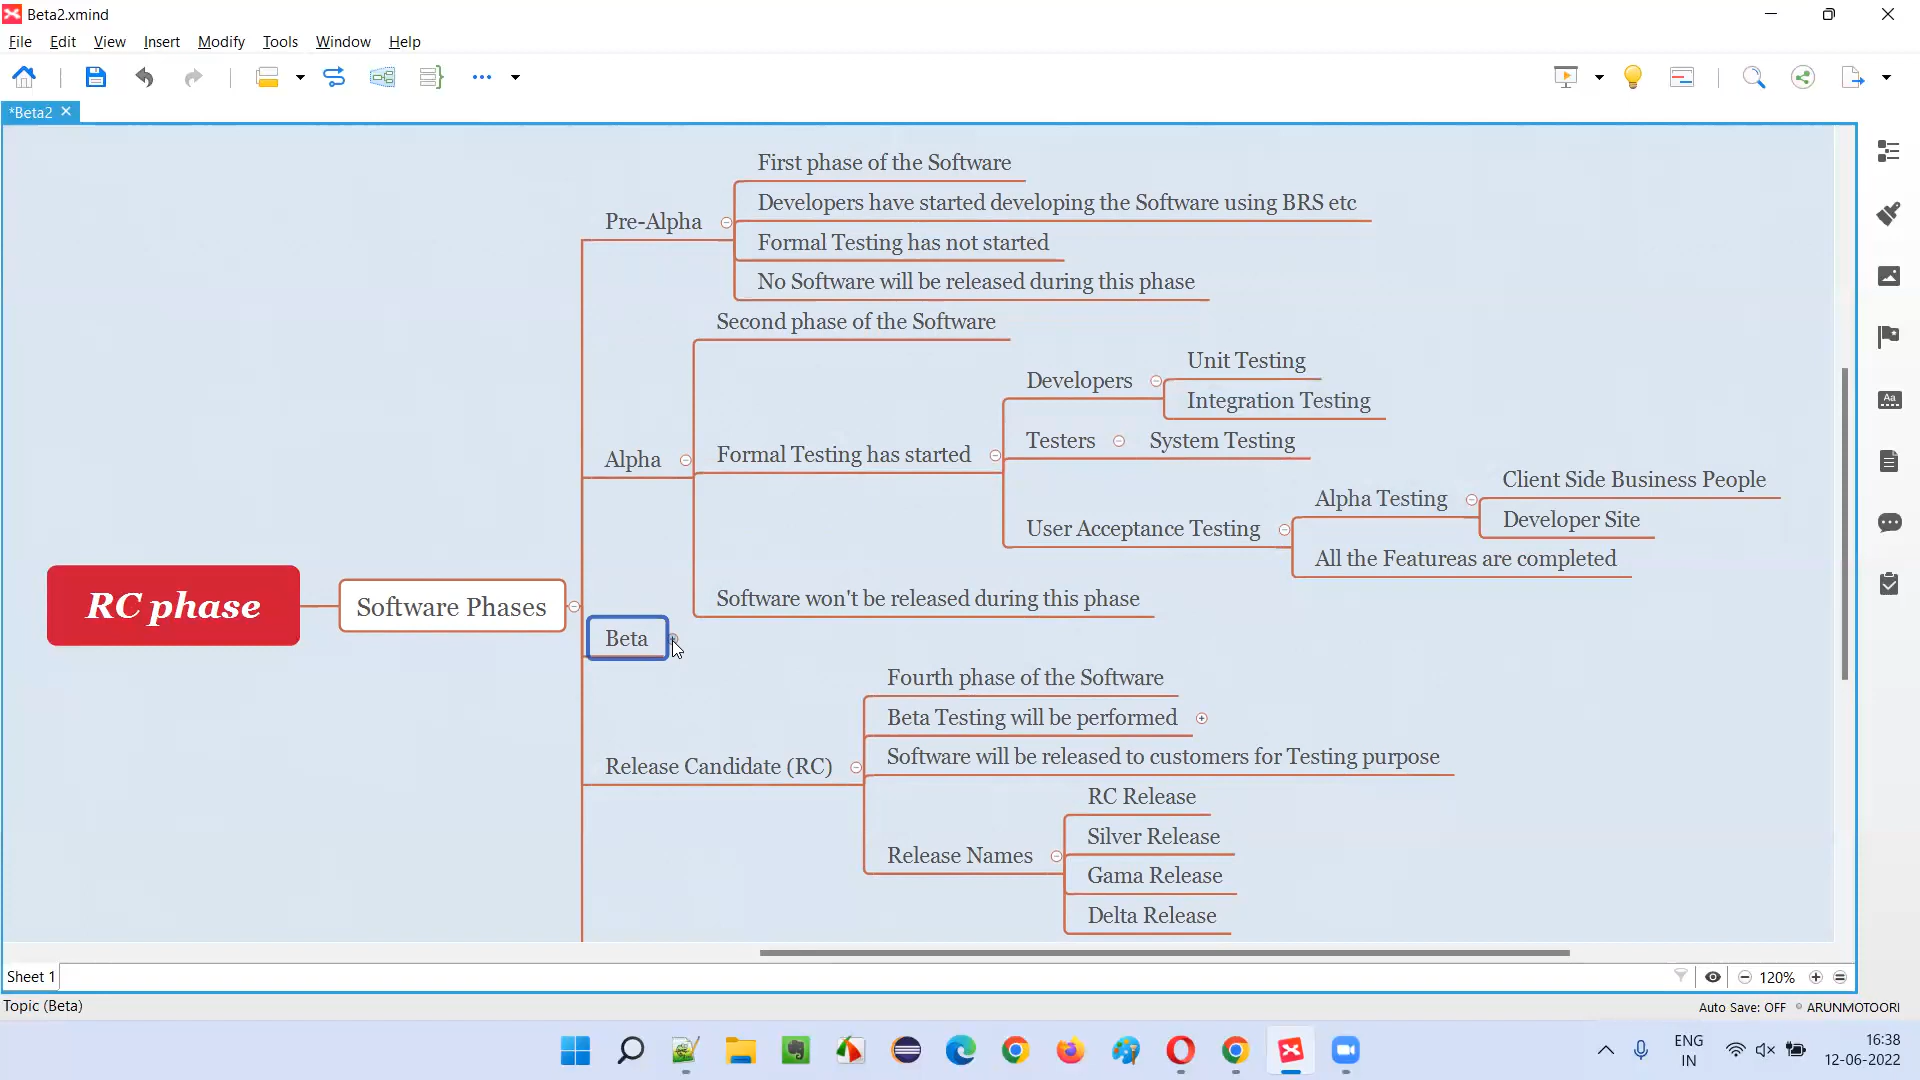 Beta2.xmind
File Edit View Insert Modify Tools Window Help
*Beta2
First phase of the Software
Pre-Alpha
Developers have started developing the Software using BRS etc
Formal Testing has not started
No Software will be released during this phase
Second phase of the Software
Unit Testing
Developers
Integration Testing
Alpha
Formal Testing has started
Testers
System Testing
Client Side Business People
Alpha Testing
Developer Site
User Acceptance Testing
All the Featureas are completed
Software won't be released during this phase
RC phase
Software Phases
Beta
Fourth phase of the Software
Beta Testing will be performed
Release Candidate (RC)
Software will be released to customers for Testing purpose
RC Release
Silver Release
Release Names
Gama Release
Delta Release
Aa
Sheet 1
120%
Topic (Beta)
Auto Save: OFF
ARUNMOTOORI
ENG
IN
16:38
12-06-2022